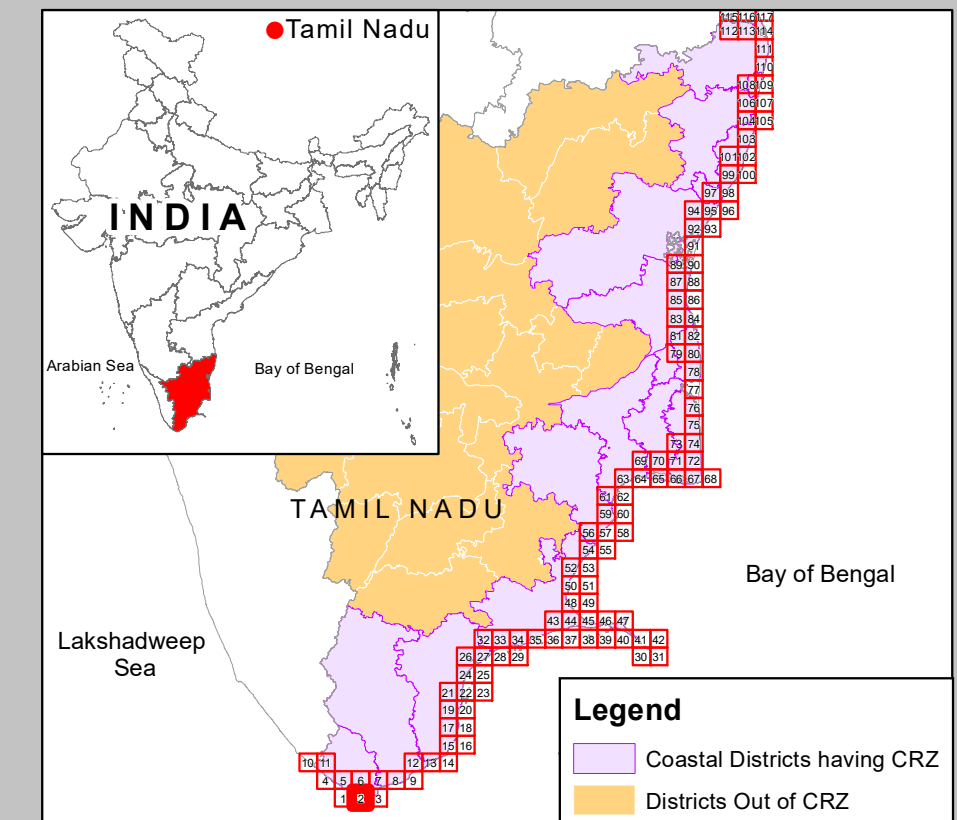 Tamil Nadu
INDIA
Arabian Sea
Bay of Bengal
115 116 117
112 113 114
111
110
108 109
106 107
104 105
103
101 102
99 100
97 98
94 95 96
92 93
91
89 90
87 88
85 86
83 84
81 82
79 80
78
77
76
75
73 74
69 70 71 72
63 64 65 66 67 68
61 62
TAMIL NADU
59 60
56 57 58
54 55
52 53
Bay of Bengal
50 51
48 49
43 44 45 46 47
Lakshadweep
Sea
32 33 34 35 36 37 38 39 40 41 42
26 27 28 29 30 31
24 25
21 22 23
19 20
17 18
15 16
10 11 12 13 14
4 5 6 7 8 9
1 2 3
Legend
Coastal Districts having CRZ
Districts Out of CRZ